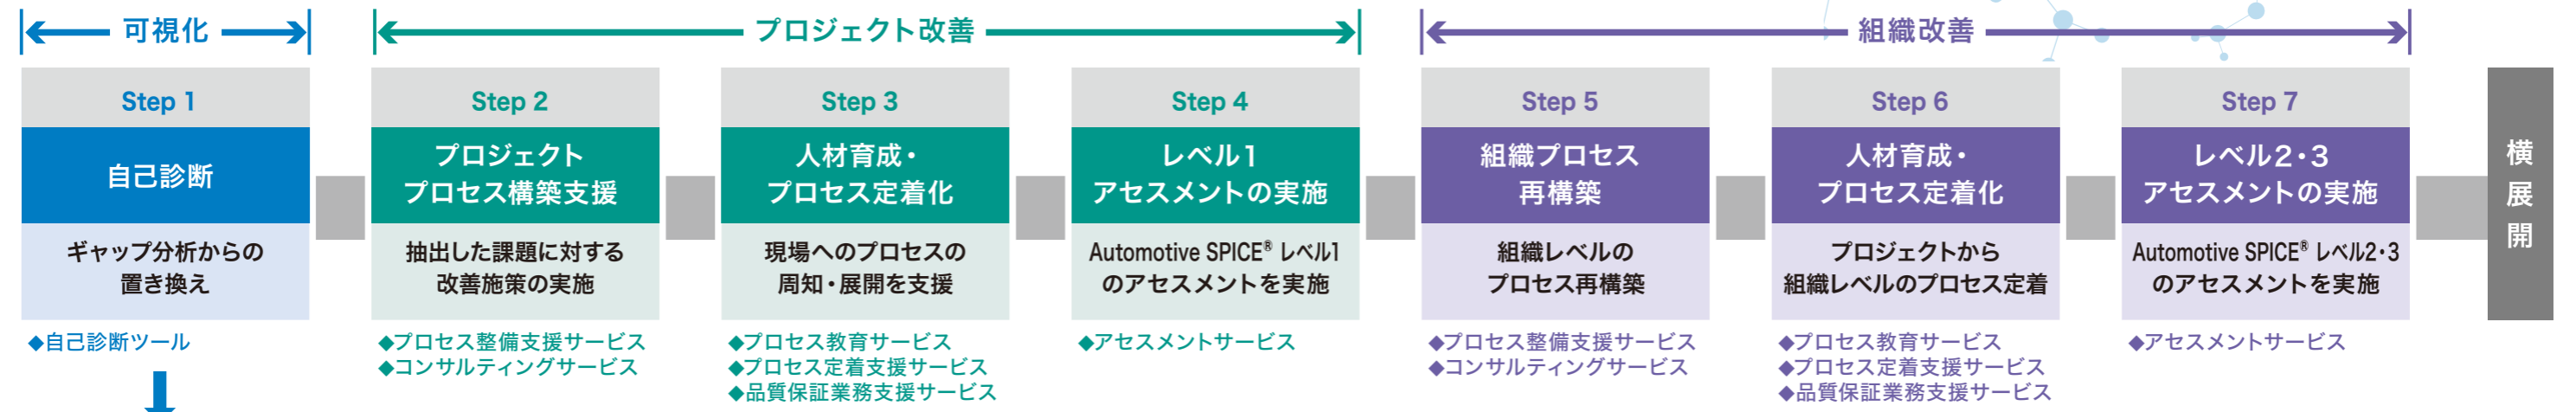 可視化
プロジェクト改善
組織改善
Step 1
自己診断
ギャップ分析からの
置き換え
◆自己診断ツール
Step 2
プロジェクト
プロセス構築支援
抽出した課題に対する
改善施策の実施
◆プロセス整備支援サービス
◆コンサルティングサービス
Step 3
人材育成・
プロセス定着化
現場へのプロセスの
周知・展開を支援
◆プロセス教育サービス
◆プロセス定着支援サービス
◆品質保証業務支援サービス
Step 4
レベル1
アセスメントの実施
Automotive SPICE® レベル1
のアセスメントを実施
◆アセスメントサービス
Step 5
組織プロセス
再構築
組織レベルの
プロセス再構築
◆プロセス整備支援サービス
◆コンサルティングサービス
Step 6
人材育成・
プロセス定着化
プロジェクトから
組織レベルのプロセス定着
◆プロセス教育サービス
◆プロセス定着支援サービス
◆品質保証業務支援サービス
Step 7
レベル2・3
アセスメントの実施
Automotive SPICE® レベル2・3
のアセスメントを実施
◆アセスメントサービス
横展開